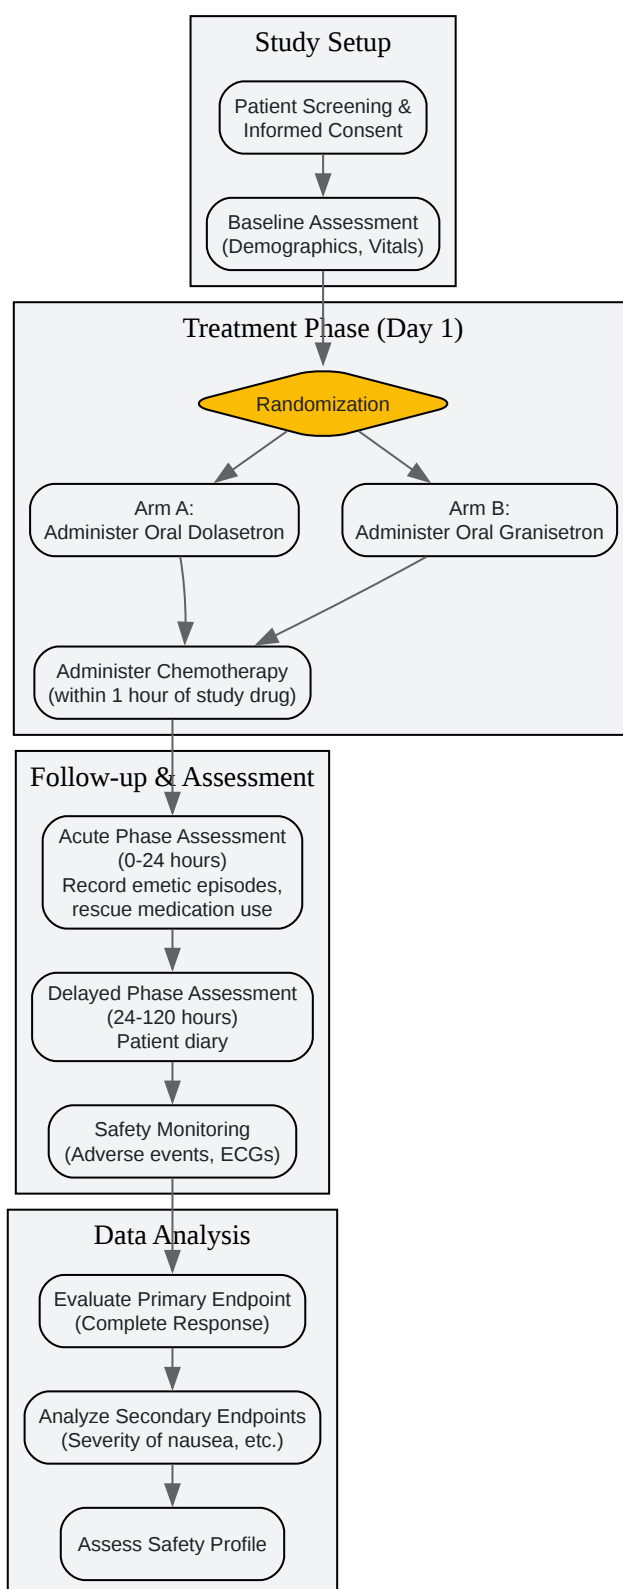 Study Setup
Patient Screening &
Informed Consent
Baseline Assessment
(Demographics, Vitals)
Treatment Phase (Day 1)
Randomization
Arm A:
Administer Oral Dolasetron
Arm B:
Administer Oral Granisetron
Administer Chemotherapy
(within 1 hour of study drug)
Follow-up & Assessment
Acute Phase Assessment
(0-24 hours)
Record emetic episodes,
rescue medication use
Delayed Phase Assessment
(24-120 hours)
Patient diary
Safety Monitoring
(Adverse events, ECGs)
Data Analysis
Evaluate Primary Endpoint
(Complete Response)
Analyze Secondary Endpoints
(Severity of nausea, etc.)
Assess Safety Profile